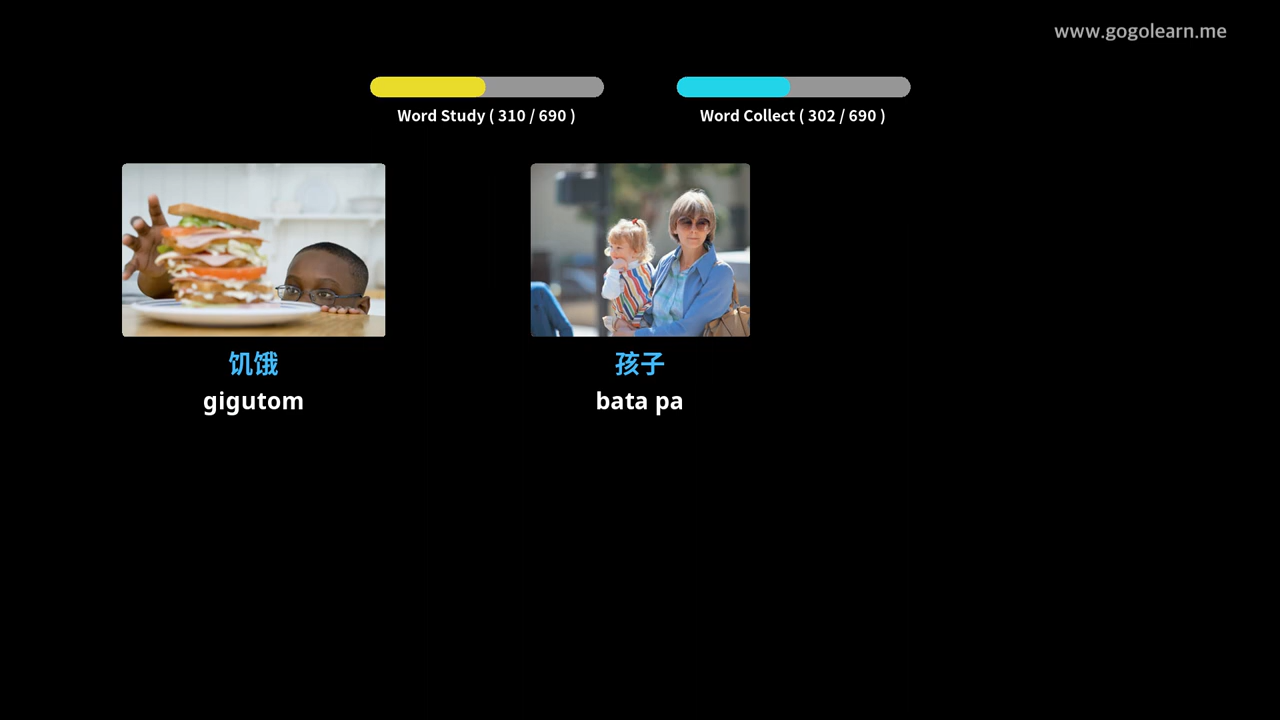 www.gogolearn.me
Word Study ( 310 / 690 )
Word Collect ( 302 / 690 )
饥饿
gigutom
孩子
bata pa